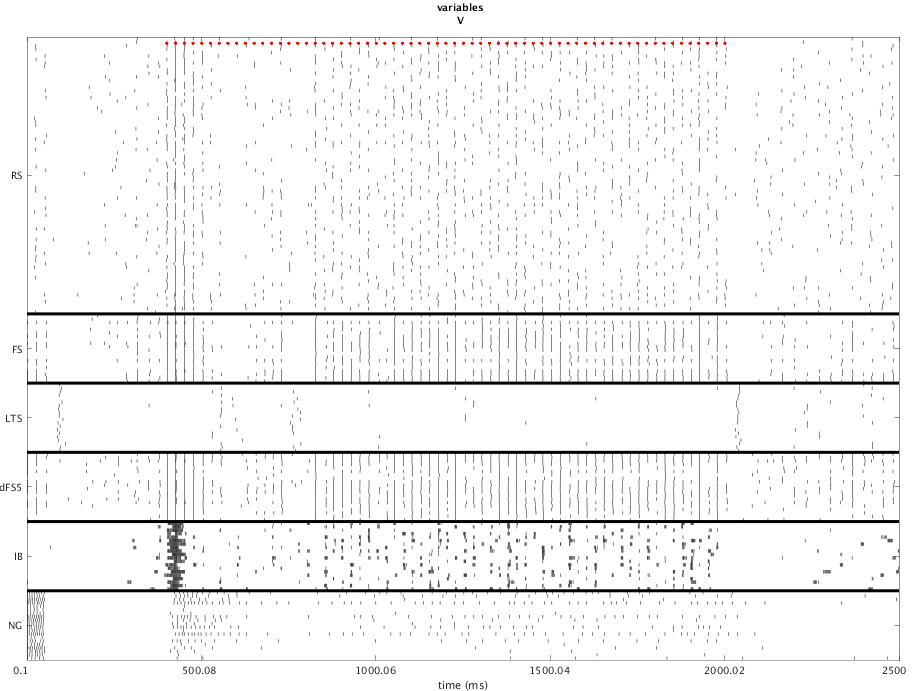 variables
V
RS
FS
LTS
dFS5
IB
NG
0.1
500.08
1000.06
1500.04
2000.02
2500
time (ms)